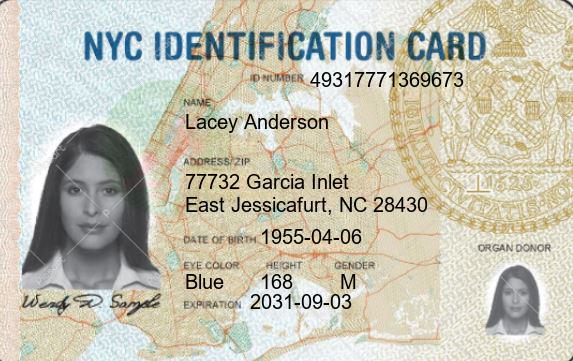 NYC IDENTIFICATION CARD
ID NUMBER 49317771369673
NAME
Lacey Anderson
ADDRESS/ZIP
77732 Garcia Inlet
East Jessicafurt, NC 28430
DATE OF BIRTH 1955-04-06
ORGAN DONOR
EYE COLOR HEIGHT GENDER
Blue 168 M
EXPIRATION 2031-09-03
Wendy D. Sample